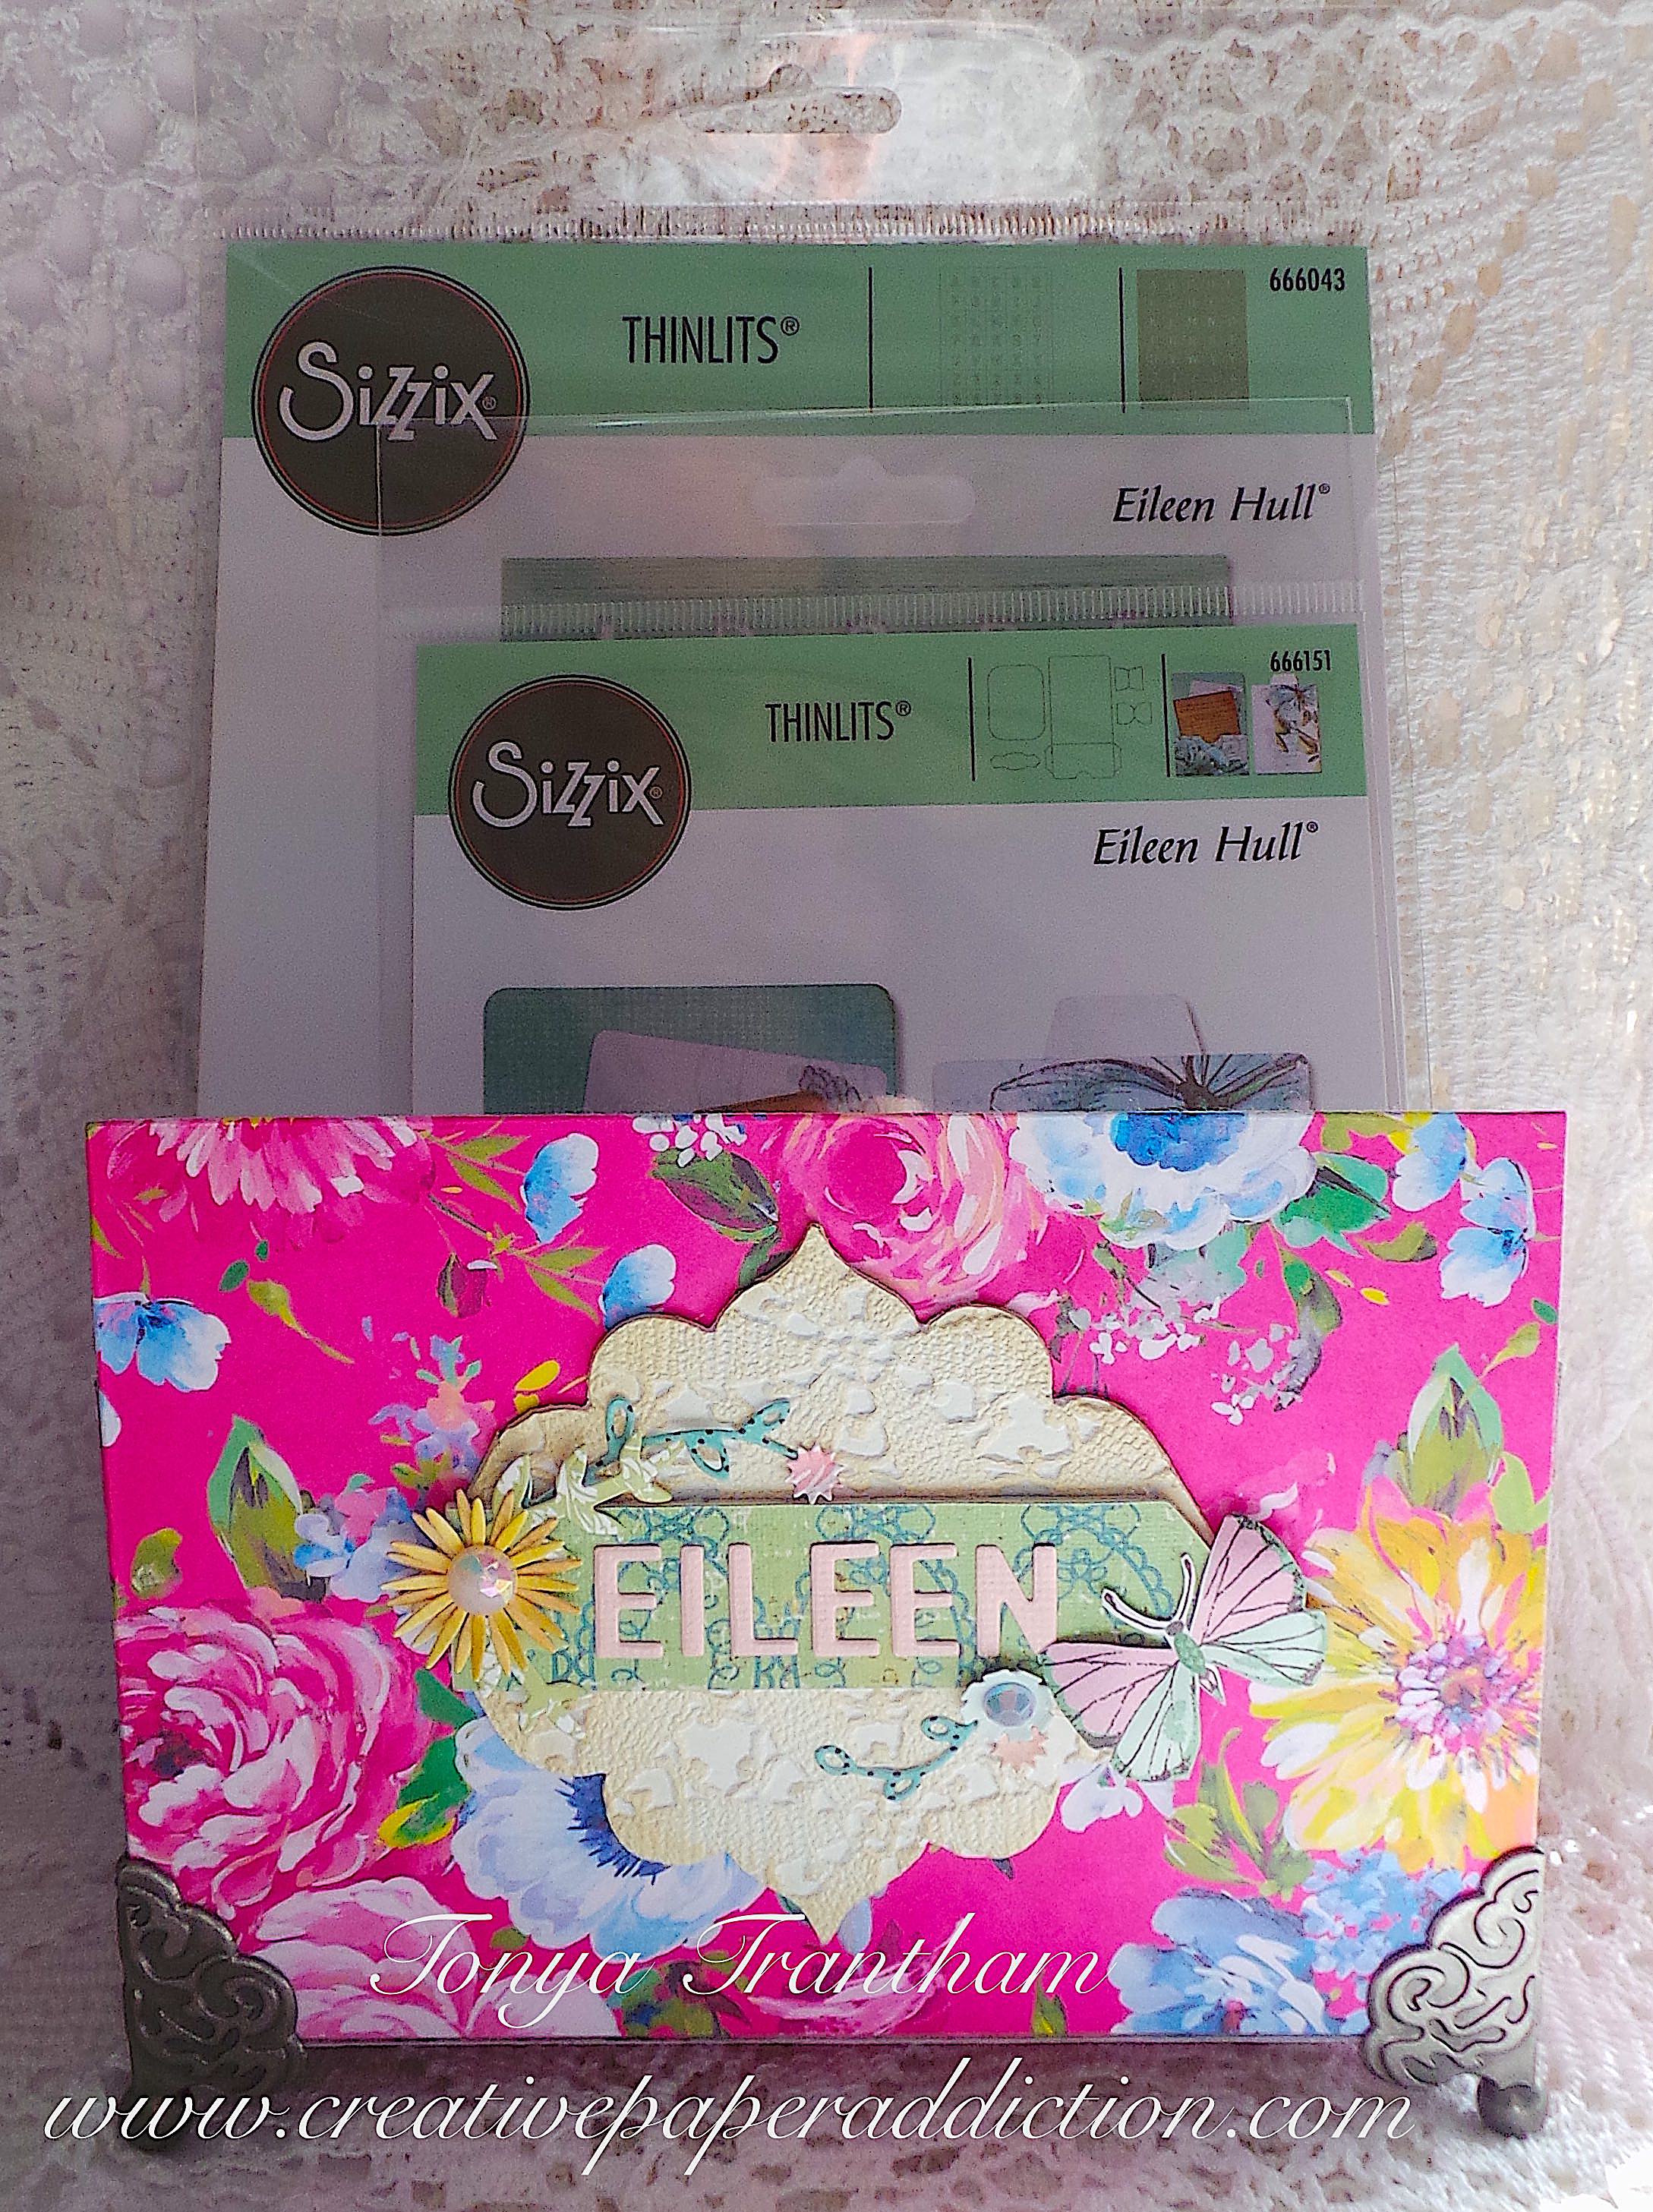 666043
Sizzix®
THINLITS®
Eileen Hull®
666151
THINLITS®
Sizzix®
Eileen Hull®
EILEEN
Tonya Trantham
www.creativepaperaddiction.com